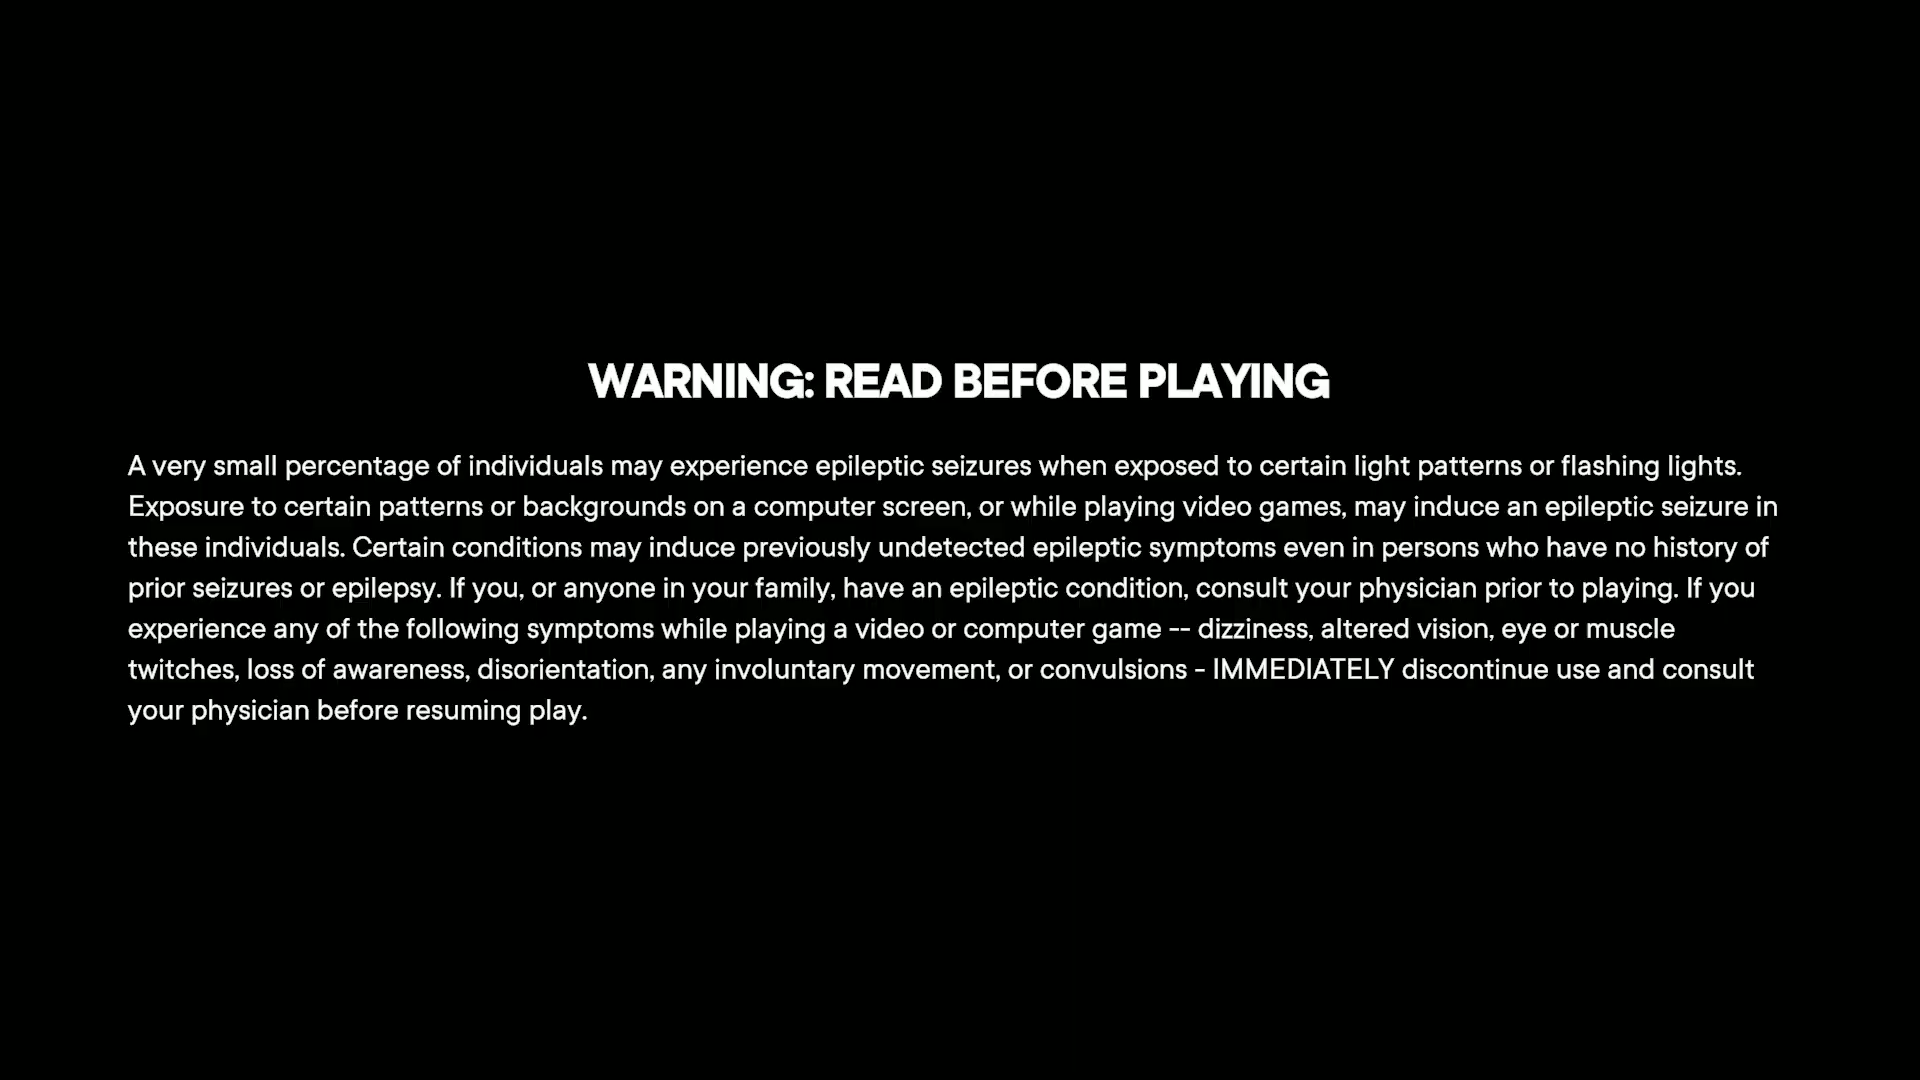 WARNING: READ BEFORE PLAYING
A very small percentage of individuals may experience epileptic seizures when exposed to certain light patterns or flashing lights.
Exposure to certain patterns or backgrounds on a computer screen, or while playing video games, may induce an epileptic seizure in
these individuals. Certain conditions may induce previously undetected epileptic symptoms even in persons who have no history of
prior seizures or epilepsy. If you, or anyone in your family, have an epileptic condition, consult your physician prior to playing. If you
experience any of the following symptoms while playing a video or computer game -- dizziness, altered vision, eye or muscle
twitches, loss of awareness, disorientation, any involuntary movement, or convulsions - IMMEDIATELY discontinue use and consult
your physician before resuming play.